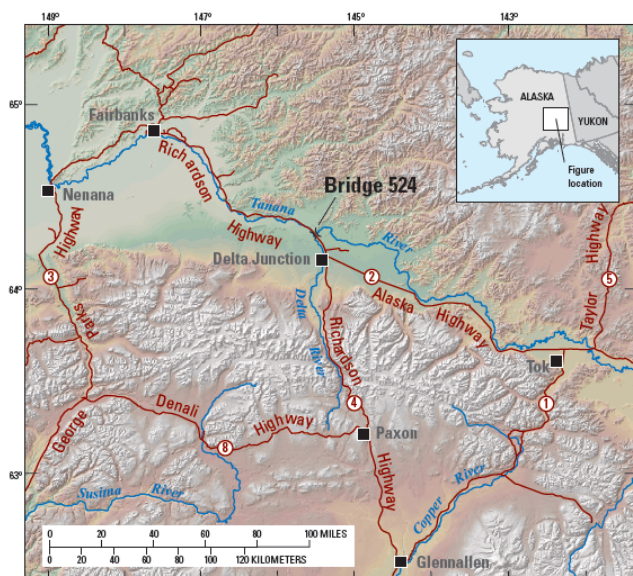 149° 147° 145° 143°
65°
Fairbanks
Richardson
Nenana
Tanana
Bridge 524
Highway
River
Highway
Delta Junction
Taylor
Highway
5
64°
3
2
Alaska
Highway
Parks
Delta
River
Richardson
Tok
George
Denali
4
1
Highway
8
Paxon
63°
Highway
Susima River
Copper
River
Glennallen
0 20 40 60 80 100 MILES
0 20 40 60 80 100 120 KILOMETERS
ALASKA
YUKON
Figure
location